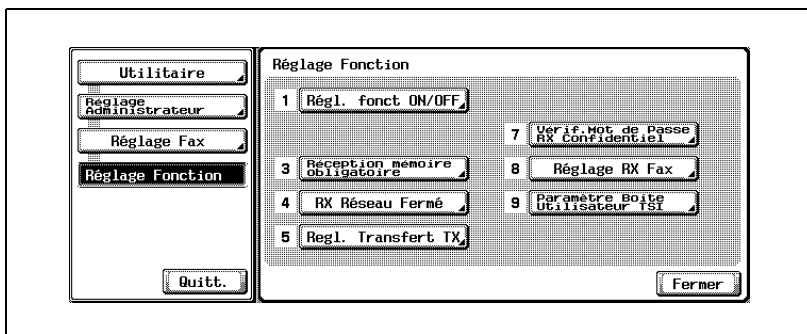 Utilitaire
Réglage
Administrateur
Réglage Fax
Réglage Fonction
Quitt.
Réglage Fonction
1 Régl. fonct ON/OFF
3 Réception mémoire
obligatoire
4 RX Réseau Fermé
5 Regl. Transfert TX
7 Vérif.Mot de Passe
RX Confidentiel
8 Réglage RX Fax
9 Paramètre Boite
Utilisateur TSI
Fermer